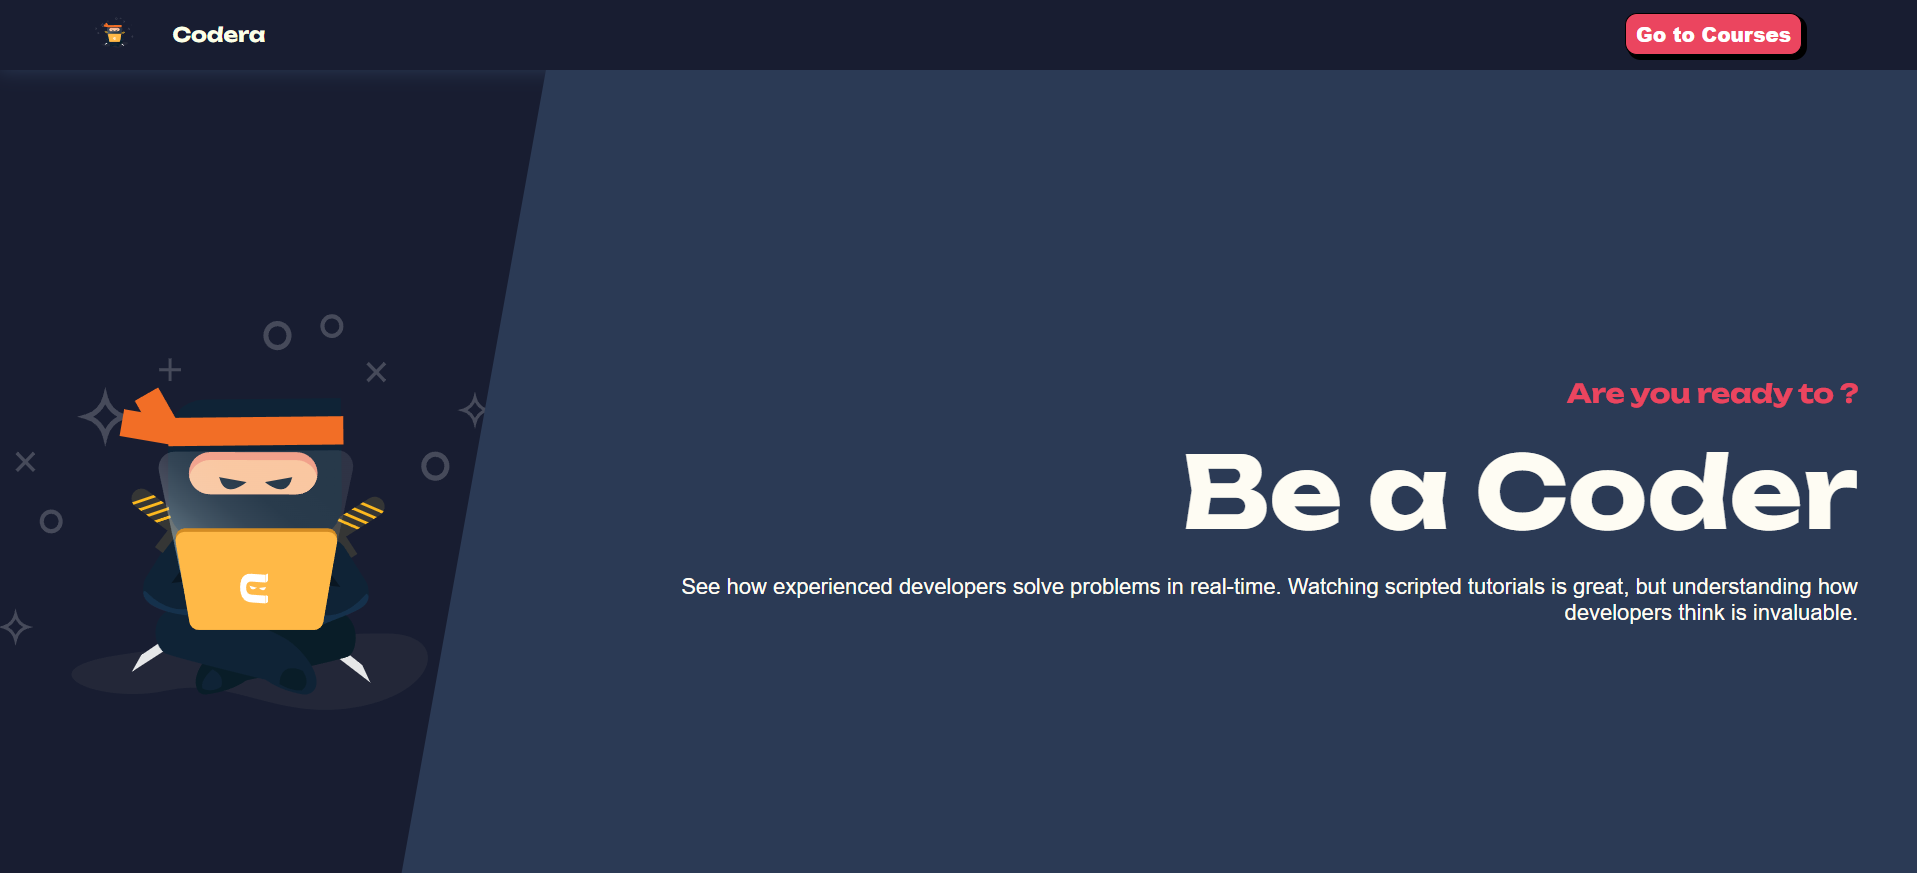 Codera
Go to Courses
Are you ready to ?
Be a Coder
See how experienced developers solve problems in real-time. Watching scripted tutorials is great, but understanding how
developers think is invaluable.